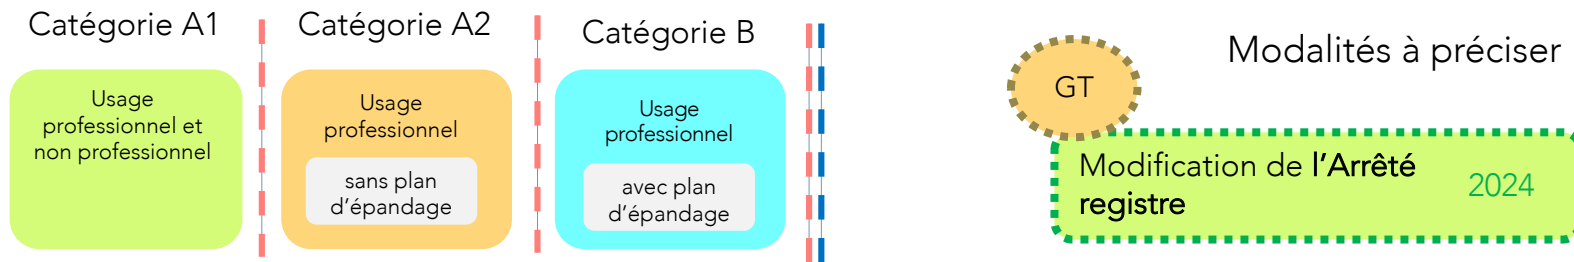 Catégorie A1
Usage
professionnel et
non professionnel
Catégorie A2
Usage
professionnel
sans plan
d'épandage
Catégorie B
Usage
professionnel
avec plan
d'épandage
Modalités à préciser
GT
Modification de l'Arrêté
registre
2024